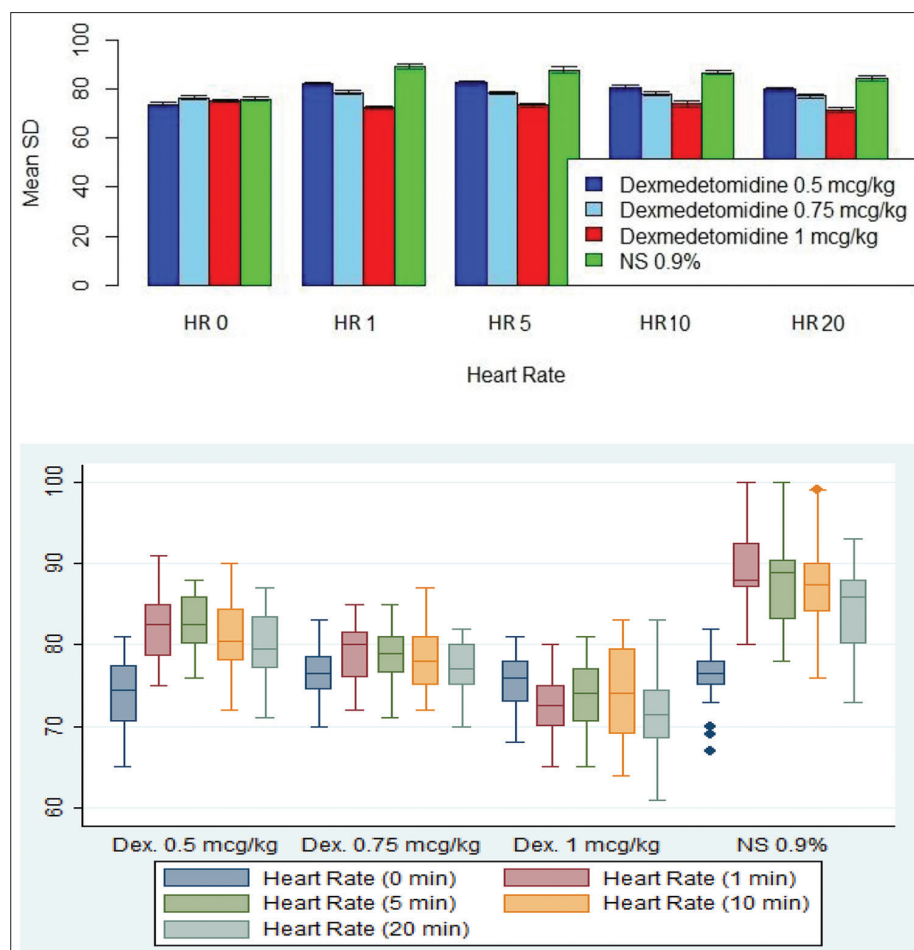 100
80
60
40
20
0
Mean SD
Dexmedetomidine 0.5 mcg/kg
Dexmedetomidine 0.75 mcg/kg
Dexmedetomidine 1 mcg/kg
NS 0.9%
HR 0 HR 1 HR 5 HR10 HR20
Heart Rate
100
90
80
70
60
Dex. 0.5 mcg/kg Dex. 0.75 mcg/kg Dex. 1 mcg/kg NS 0.9%
Heart Rate (0 min) Heart Rate (1 min)
Heart Rate (5 min) Heart Rate (10 min)
Heart Rate (20 min)